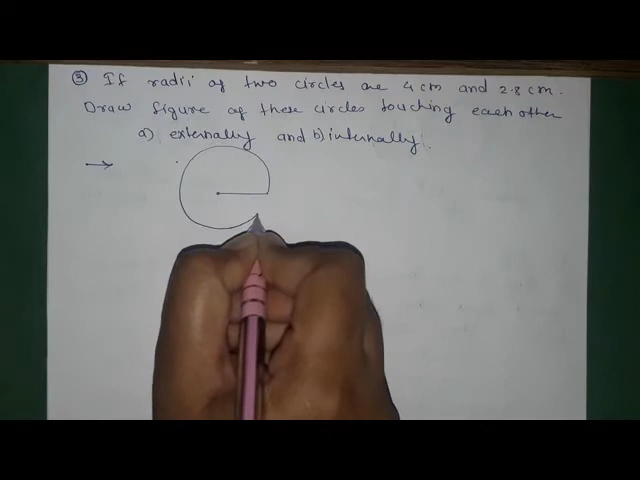 ③ If radii of two circles are 4 cm and 2.8 cm.
Draw figure of these circles touching each other
a) externally and b) internally.
→